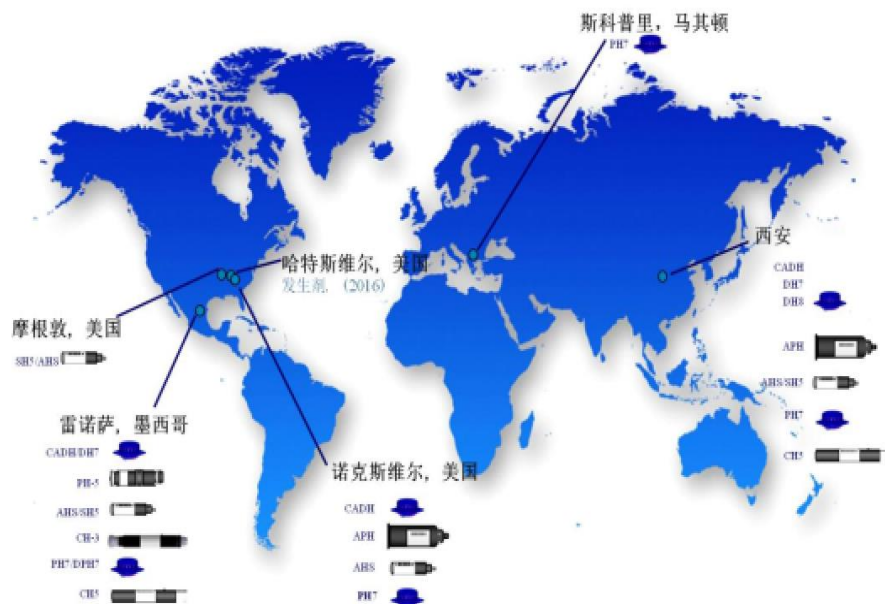 斯科普里，马其顿
PH7
西安
CADH
DH7
DH8
APH
AHS/SH5
PH7
CH5
哈特斯维尔，美国
发生剂. (2016)
摩根敦，美国
SH5/AHS
雷诺萨，墨西哥
CADH/DH7
PH-5
AHS/SH5
CH-3
PH7/DPH7
CH5
诺克斯维尔，美国
CADH
APH
AHS
PH7